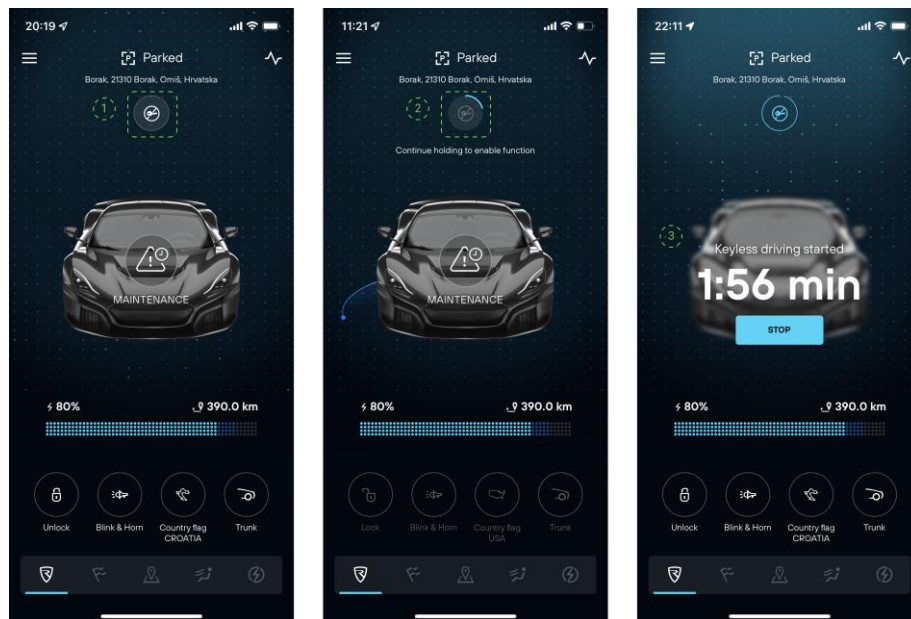 20:19
Parked
Borak, 21310 Borak, Omiš, Hrvatska
1
MAINTENANCE
80%
390.0 km
Unlock
Blink & Horn
Country flag
CROATIA
Trunk
11:21
Parked
Borak, 21310 Borak, Omiš, Hrvatska
2
Continue holding to enable function
MAINTENANCE
80%
390.0 km
Lock
Blink & Horn
Country flag
USA
Trunk
22:11
Parked
Borak, 21310 Borak, Omiš, Hrvatska
3
Keyless driving started
1:56 min
STOP
80%
390.0 km
Unlock
Blink & Horn
Country flag
CROATIA
Trunk